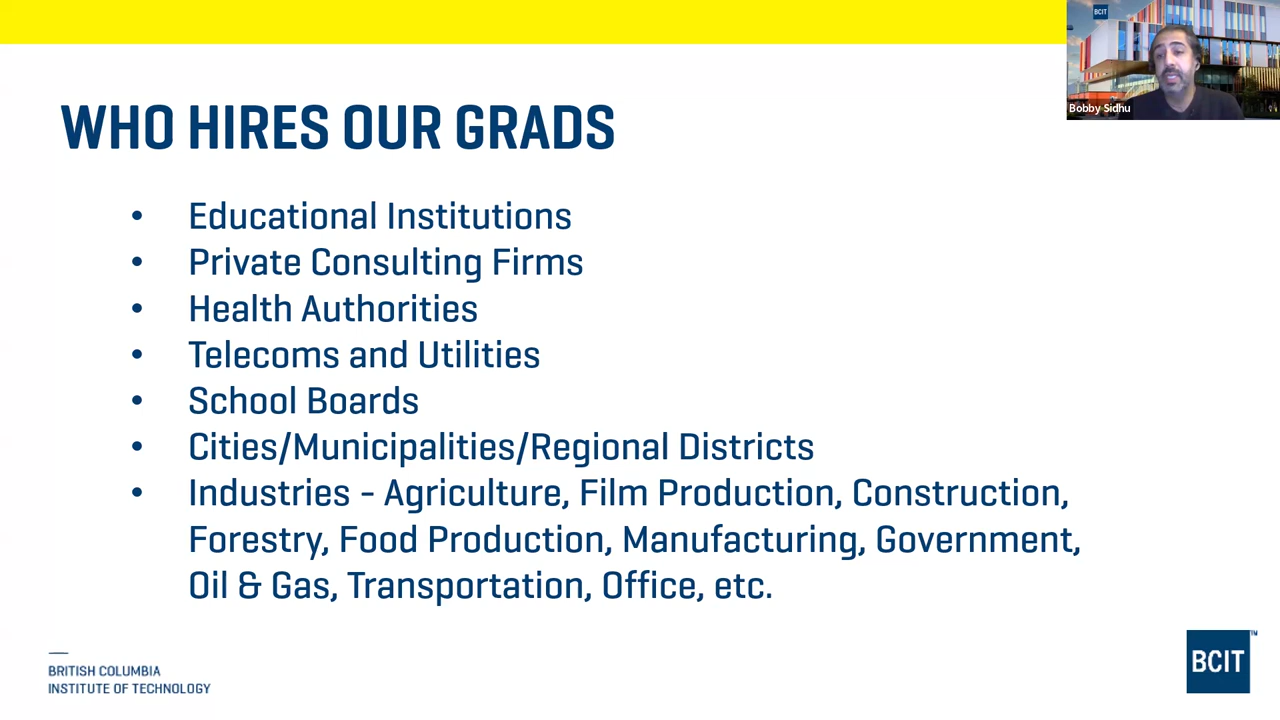 BCIT
Bobby Sidhu
WHO HIRES OUR GRADS
• Educational Institutions
• Private Consulting Firms
• Health Authorities
• Telecoms and Utilities
• School Boards
• Cities/Municipalities/Regional Districts
• Industries - Agriculture, Film Production, Construction,
Forestry, Food Production, Manufacturing, Government,
Oil & Gas, Transportation, Office, etc.
BRITISH COLUMBIA
INSTITUTE OF TECHNOLOGY
BCIT™